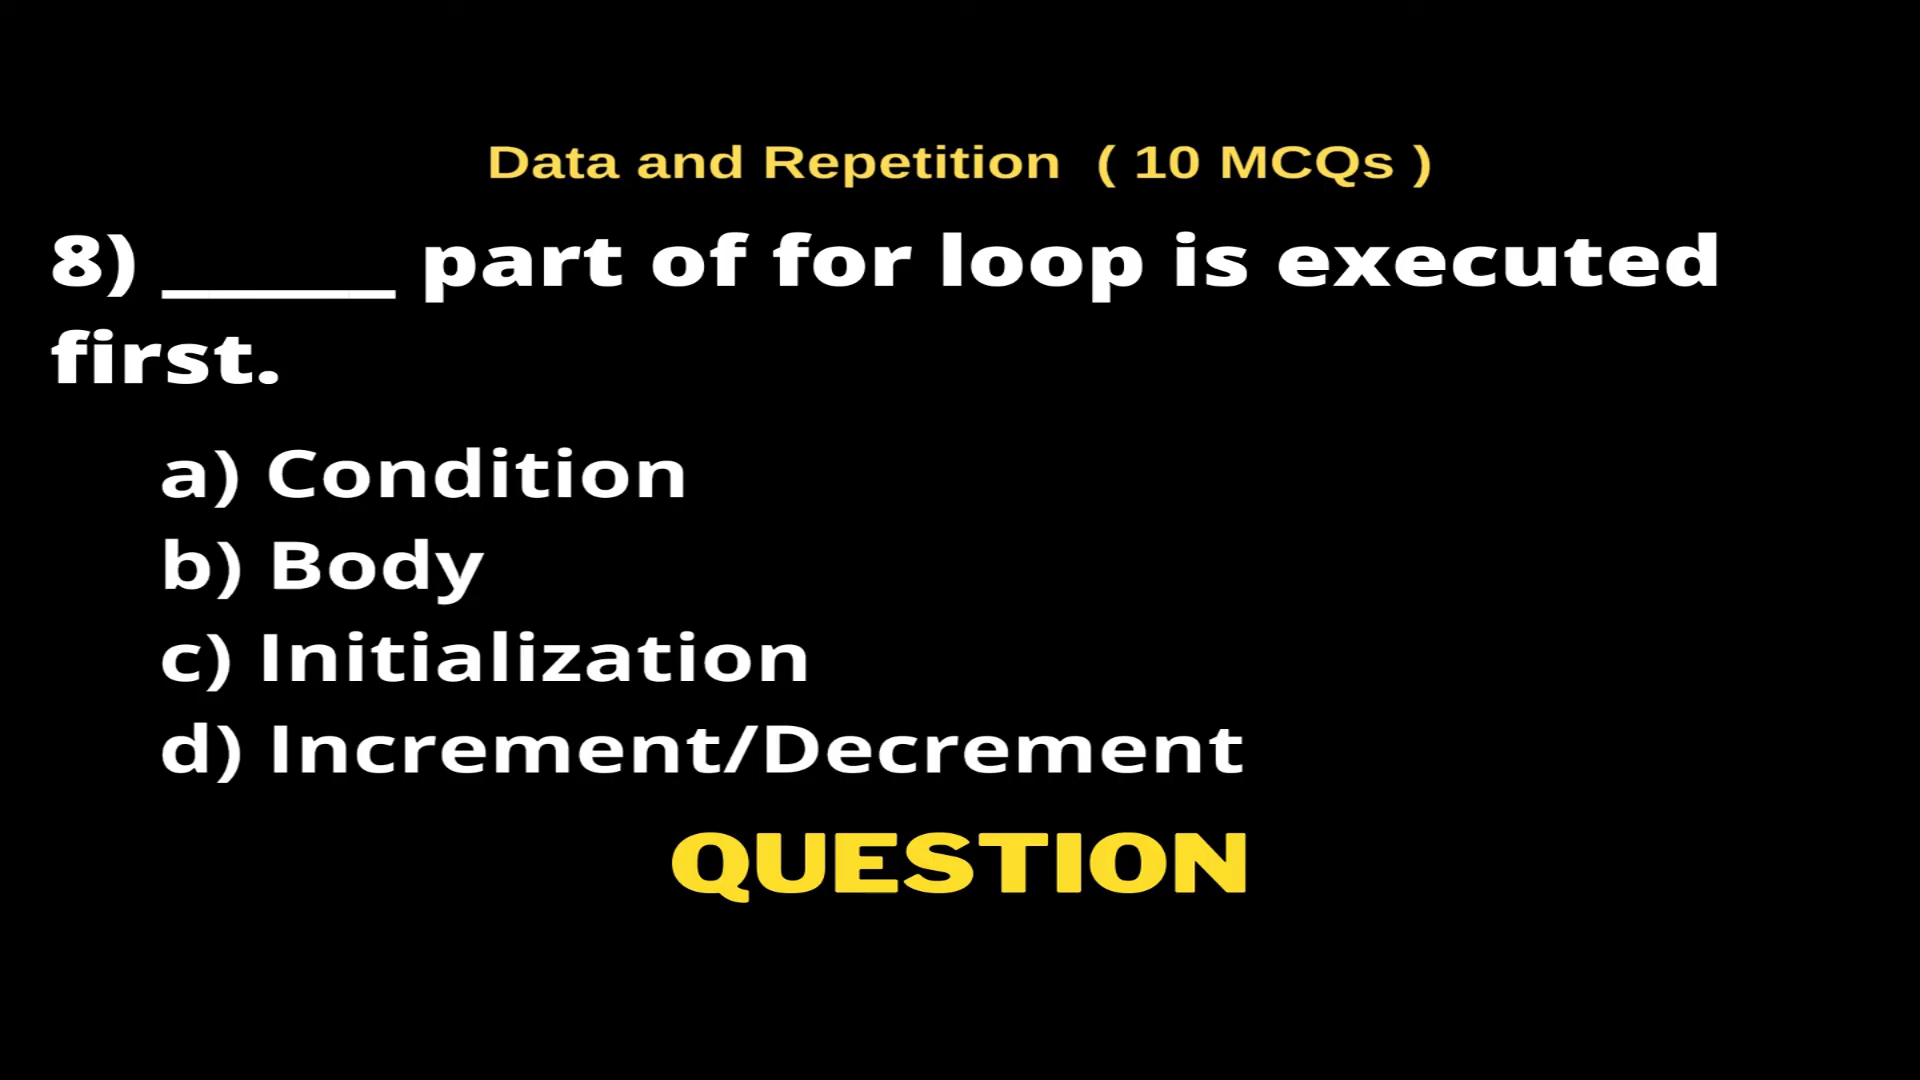 Data and Repetition ( 10 MCQs )
8) _____ part of for loop is executed
first.
a) Condition
b) Body
c) Initialization
d) Increment/Decrement
QUESTION